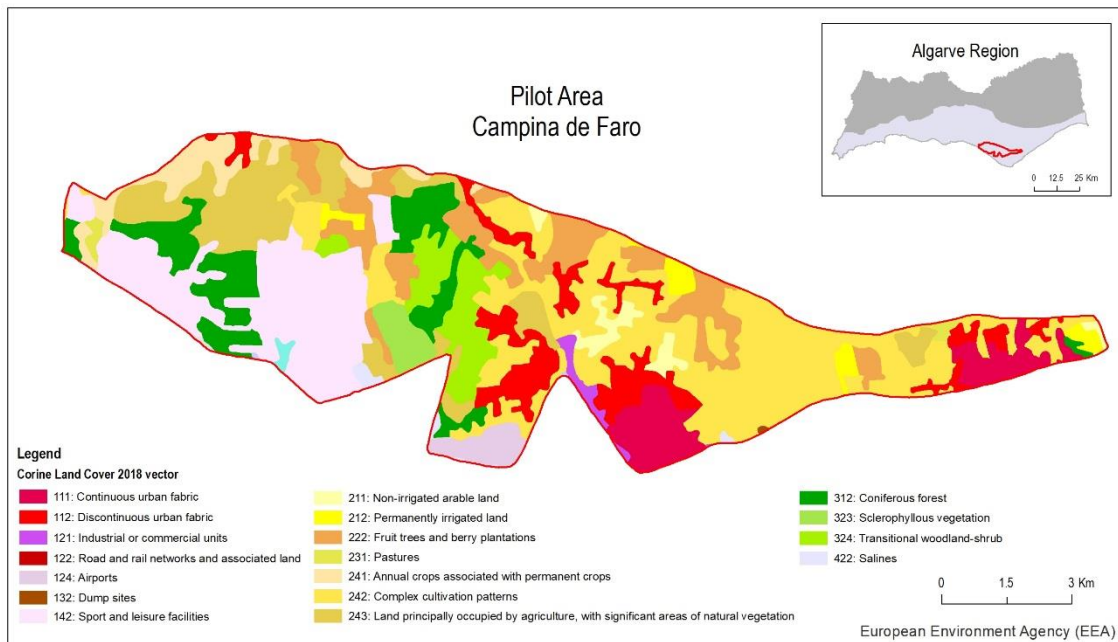 Pilot Area
Campina de Faro
Algarve Region
0 12.5 25 Km
Legend
Corine Land Cover 2018 vector
111: Continuous urban fabric
112: Discontinuous urban fabric
121: Industrial or commercial units
122: Road and rail networks and associated land
124: Airports
132: Dump sites
142: Sport and leisure facilities
211: Non-irrigated arable land
212: Permanently irrigated land
222: Fruit trees and berry plantations
231: Pastures
241: Annual crops associated with permanent crops
242: Complex cultivation patterns
243: Land principally occupied by agriculture, with significant areas of natural vegetation
312: Coniferous forest
323: Sclerophyllous vegetation
324: Transitional woodland-shrub
422: Salines
0 1.5 3 Km
European Environment Agency (EEA)